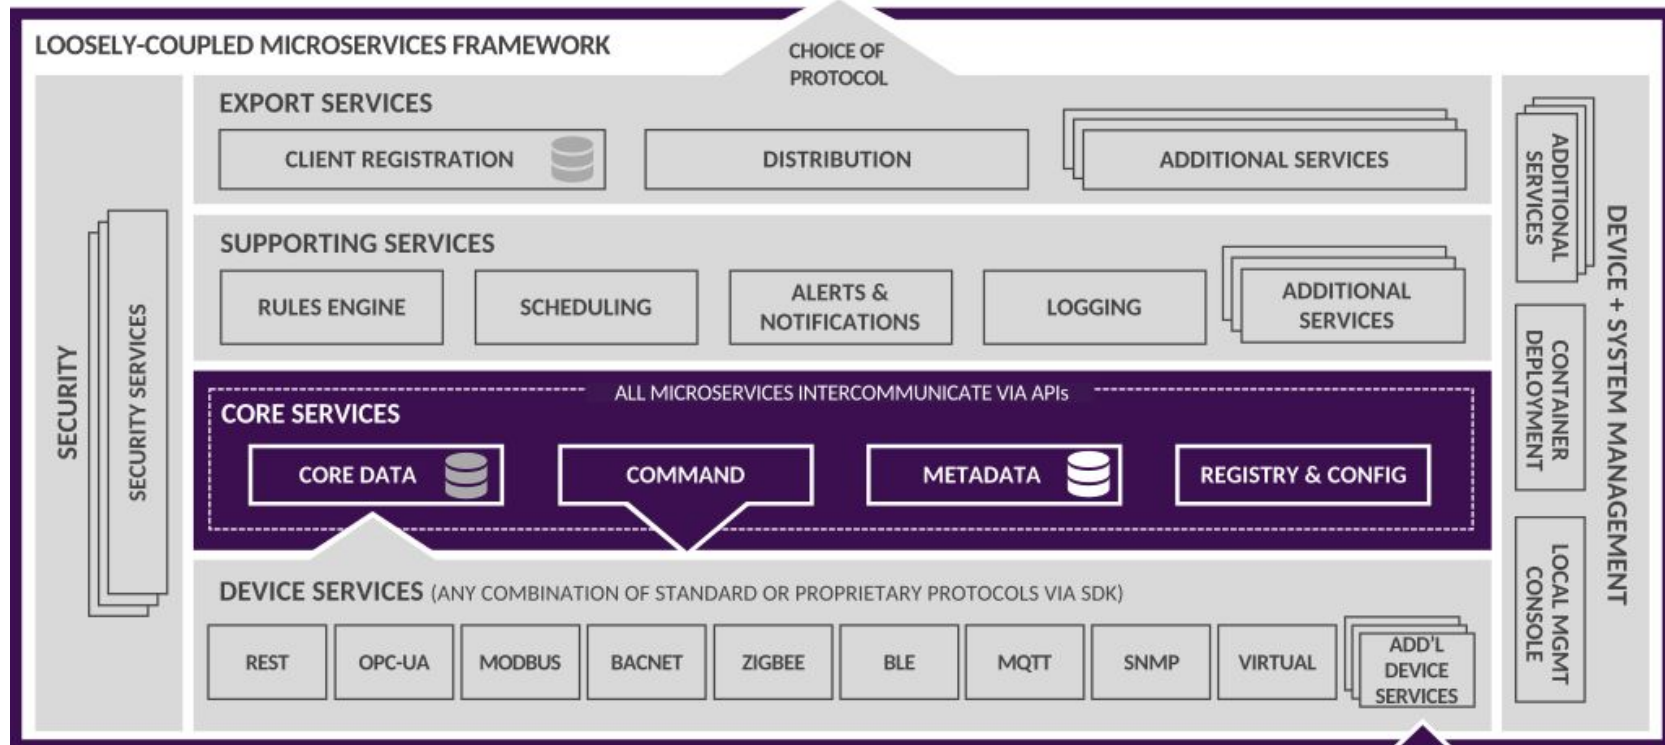 LOOSELY-COUPLED MICROSERVICES FRAMEWORK
CHOICE OF
PROTOCOL
EXPORT SERVICES
CLIENT REGISTRATION
DISTRIBUTION
ADDITIONAL SERVICES
SUPPORTING SERVICES
RULES ENGINE
SCHEDULING
ALERTS &
NOTIFICATIONS
LOGGING
ADDITIONAL
SERVICES
ALL MICROSERVICES INTERCOMMUNICATE VIA APIs
CORE SERVICES
CORE DATA
COMMAND
METADATA
REGISTRY & CONFIG
DEVICE SERVICES (ANY COMBINATION OF STANDARD OR PROPRIETARY PROTOCOLS VIA SDK)
REST
OPC-UA
MODBUS
BACNET
ZIGBEE
BLE
MQTT
SNMP
VIRTUAL
ADD'L
DEVICE
SERVICES
SECURITY
SECURITY SERVICES
DEVICE + SYSTEM MANAGEMENT
ADDITIONAL
SERVICES
CONTAINER
DEPLOYMENT
LOCAL MGMT
CONSOLE